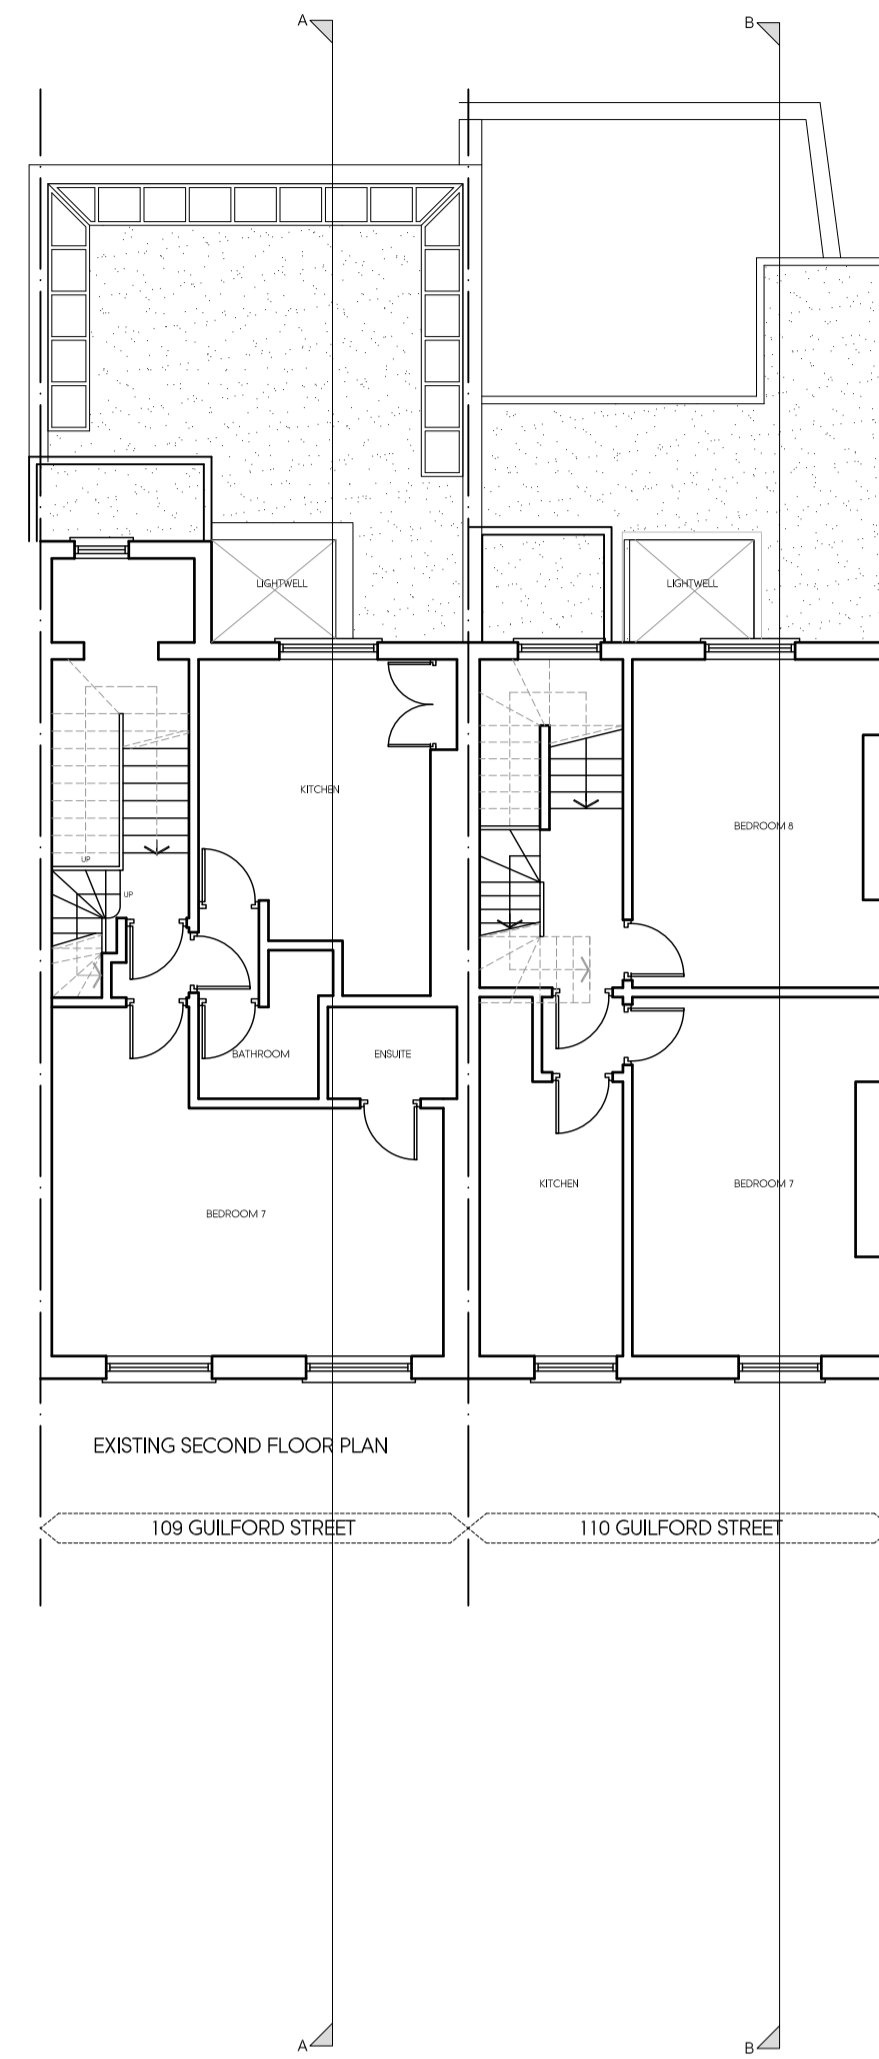 A
B
LIGHTWELL
LIGHTWELL
KITCHEN
BEDROOM 8
UP
UP
BATHROOM
ENSUITE
KITCHEN
BEDROOM 7
BEDROOM 7
EXISTING SECOND FLOOR PLAN
109 GUILFORD STREET
110 GUILFORD STREET
A
B